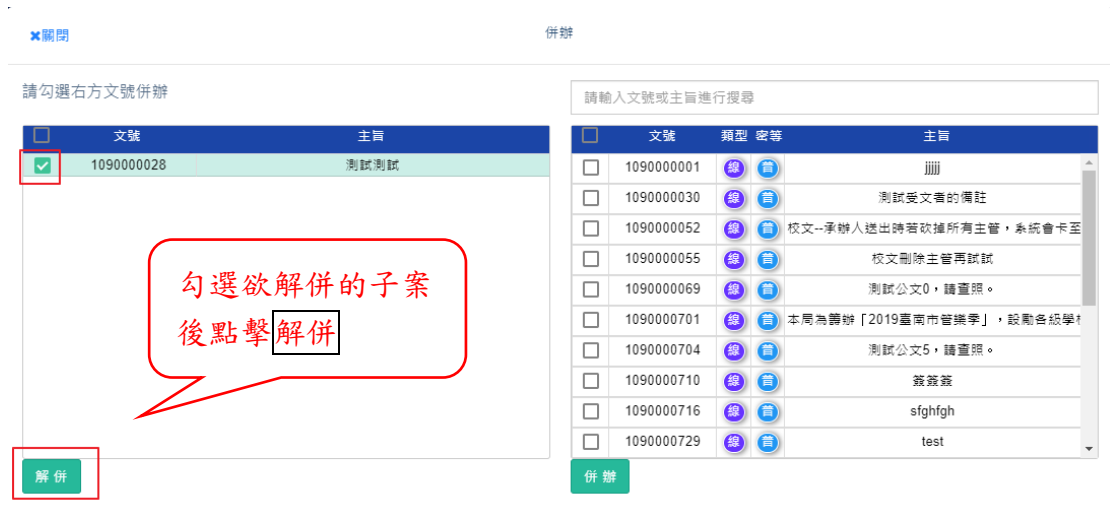 ✖關閉
併辦
請勾選右方文號併辦
請輸入文號或主旨進行搜尋
文號 主旨
1090000028 測試測試
文號 類型 密等 主旨
1090000001 線 普 jjjjj
1090000030 線 普 測試受文者的備註
1090000052 線 普 校文--承辦人送出時若砍掉所有主管，系統會卡至
1090000055 線 普 校文刪除主管再試試
1090000069 線 普 測試公文0，請查照。
1090000701 線 普 本局為籌辦「2019臺南市管樂季」，設勵各級學校
1090000704 線 普 測試公文5，請查照。
1090000710 線 普 簽簽簽
1090000716 線 普 sfghfgh
1090000729 線 普 test
勾選欲解併的子案
後點擊解併
解併
併辦